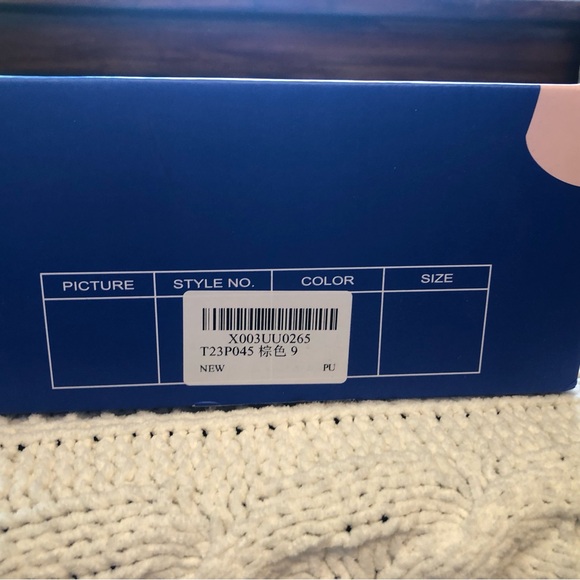 PICTURE STYLE NO. COLOR SIZE
X003UU0265
T23P045 棕色 9
NEW PU